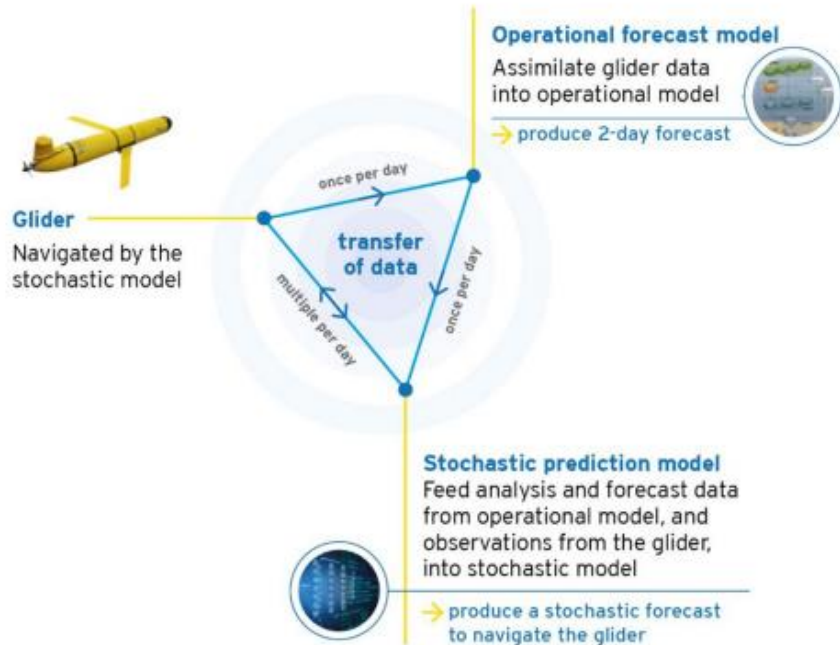 Operational forecast model
Assimilate glider data
into operational model
→ produce 2-day forecast
once per day
Glider
Navigated by the
stochastic model
transfer
of data
multiple per day
once per day
Stochastic prediction model
Feed analysis and forecast data
from operational model, and
observations from the glider,
into stochastic model
→ produce a stochastic forecast
to navigate the glider